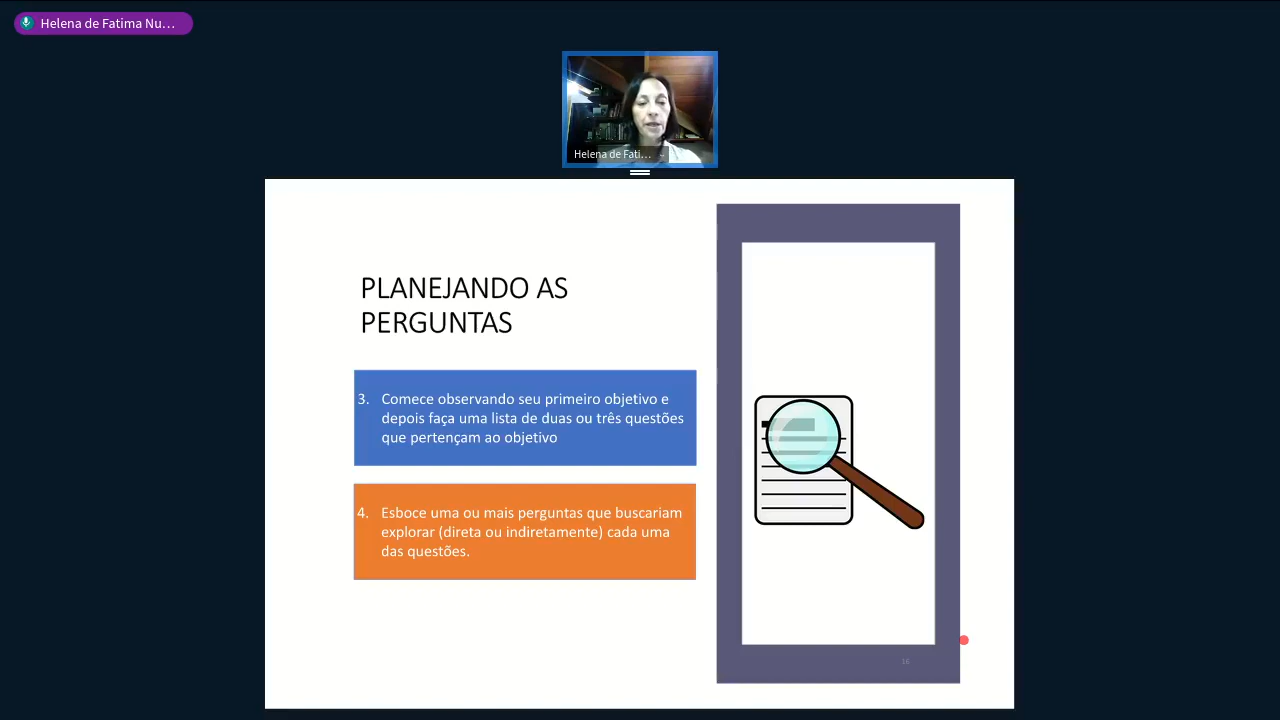 Helena de Fatima Nu...
Helena de Fati...
PLANEJANDO AS
PERGUNTAS
3. Comece observando seu primeiro objetivo e
depois faça uma lista de duas ou três questões
que pertençam ao objetivo
4. Esboce uma ou mais perguntas que buscariam
explorar (direta ou indiretamente) cada uma
das questões.
16